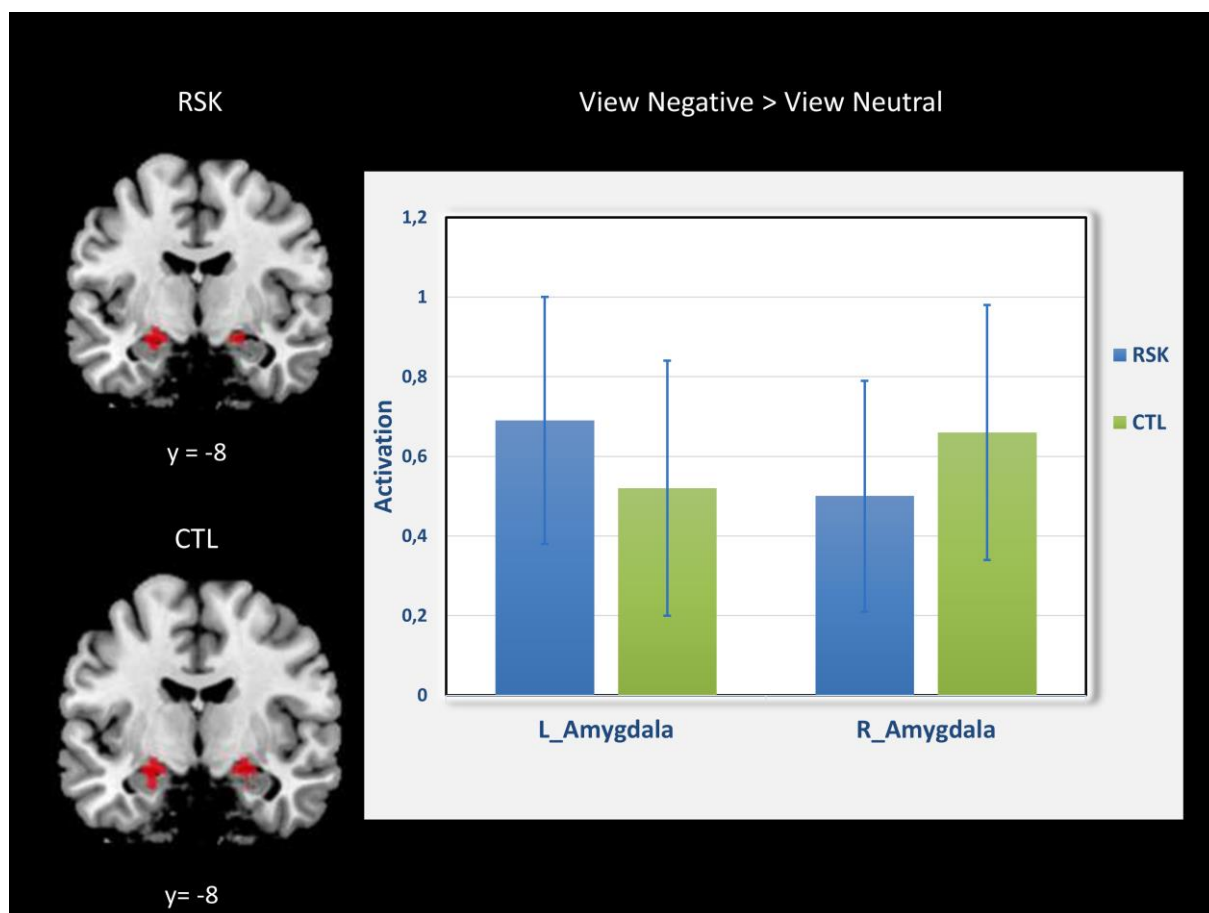 RSK
View Negative > View Neutral
y = -8
CTL
y= -8
1,2
1
0,8
0,6
0,4
0,2
0
Activation
L_Amygdala
R_Amygdala
RSK
CTL